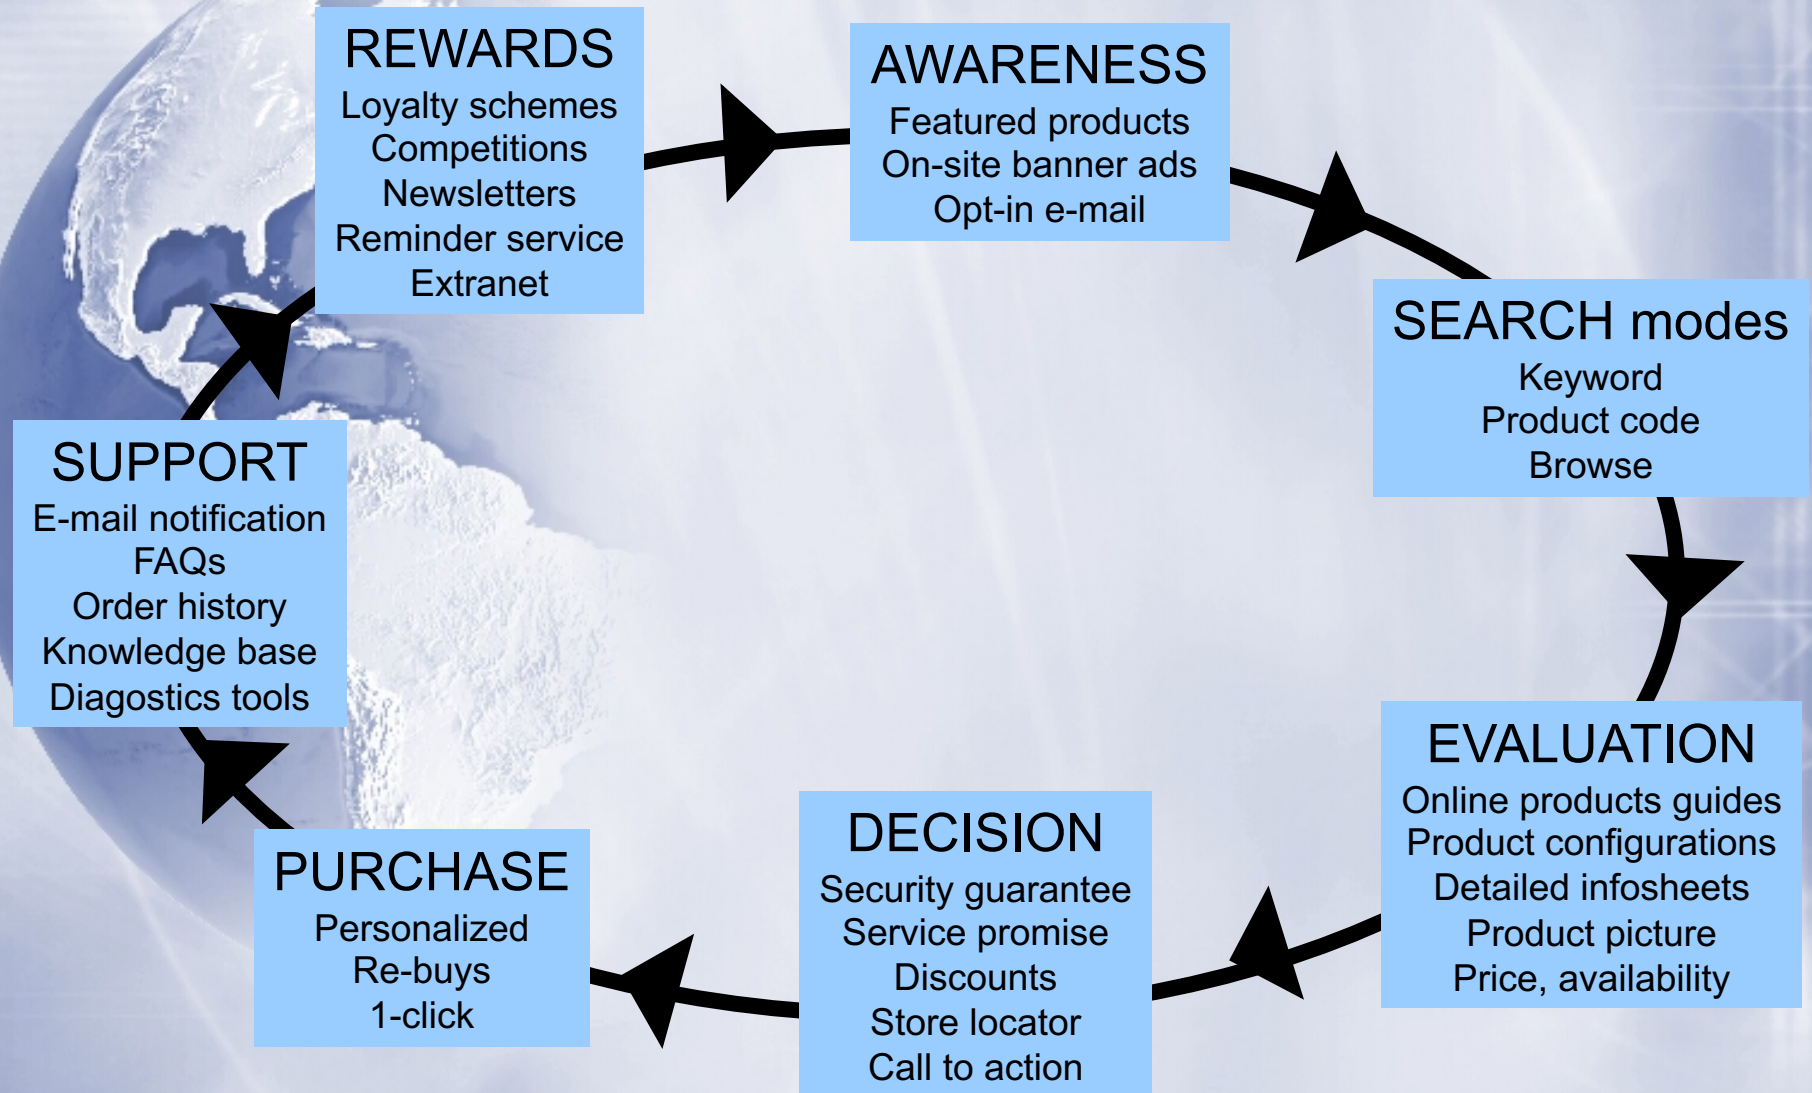 REWARDS
Loyalty schemes
Competitions
Newsletters
Reminder service
Extranet
AWARENESS
Featured products
On-site banner ads
Opt-in e-mail
SEARCH modes
Keyword
Product code
Browse
EVALUATION
Online products guides
Product configurations
Detailed infosheets
Product picture
Price, availability
DECISION
Security guarantee
Service promise
Discounts
Store locator
Call to action
PURCHASE
Personalized
Re-buys
1-click
SUPPORT
E-mail notification
FAQs
Order history
Knowledge base
Diagostics tools